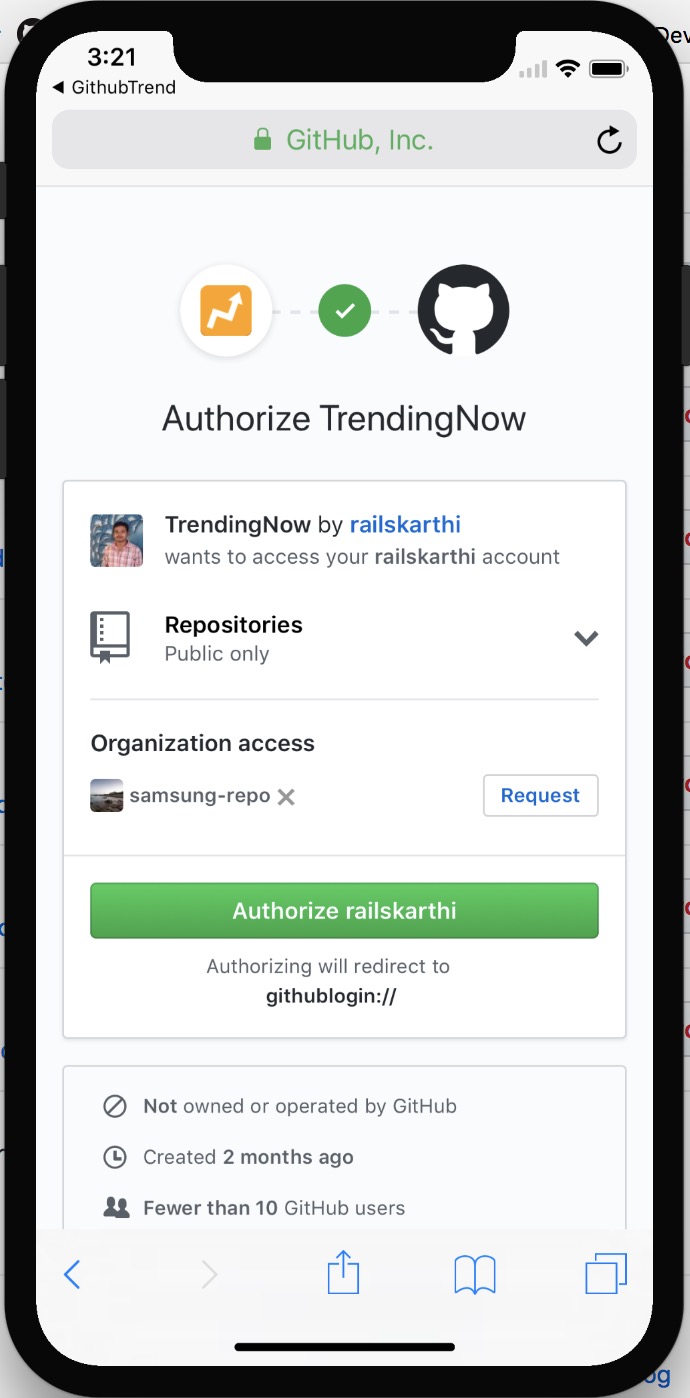 3:21
◀ GithubTrend
GitHub, Inc.
Authorize TrendingNow
TrendingNow by railskarthi
wants to access your railskarthi account
Repositories
Public only
Organization access
samsung-repo
Request
Authorize railskarthi
Authorizing will redirect to
githublogin://
Not owned or operated by GitHub
Created 2 months ago
Fewer than 10 GitHub users